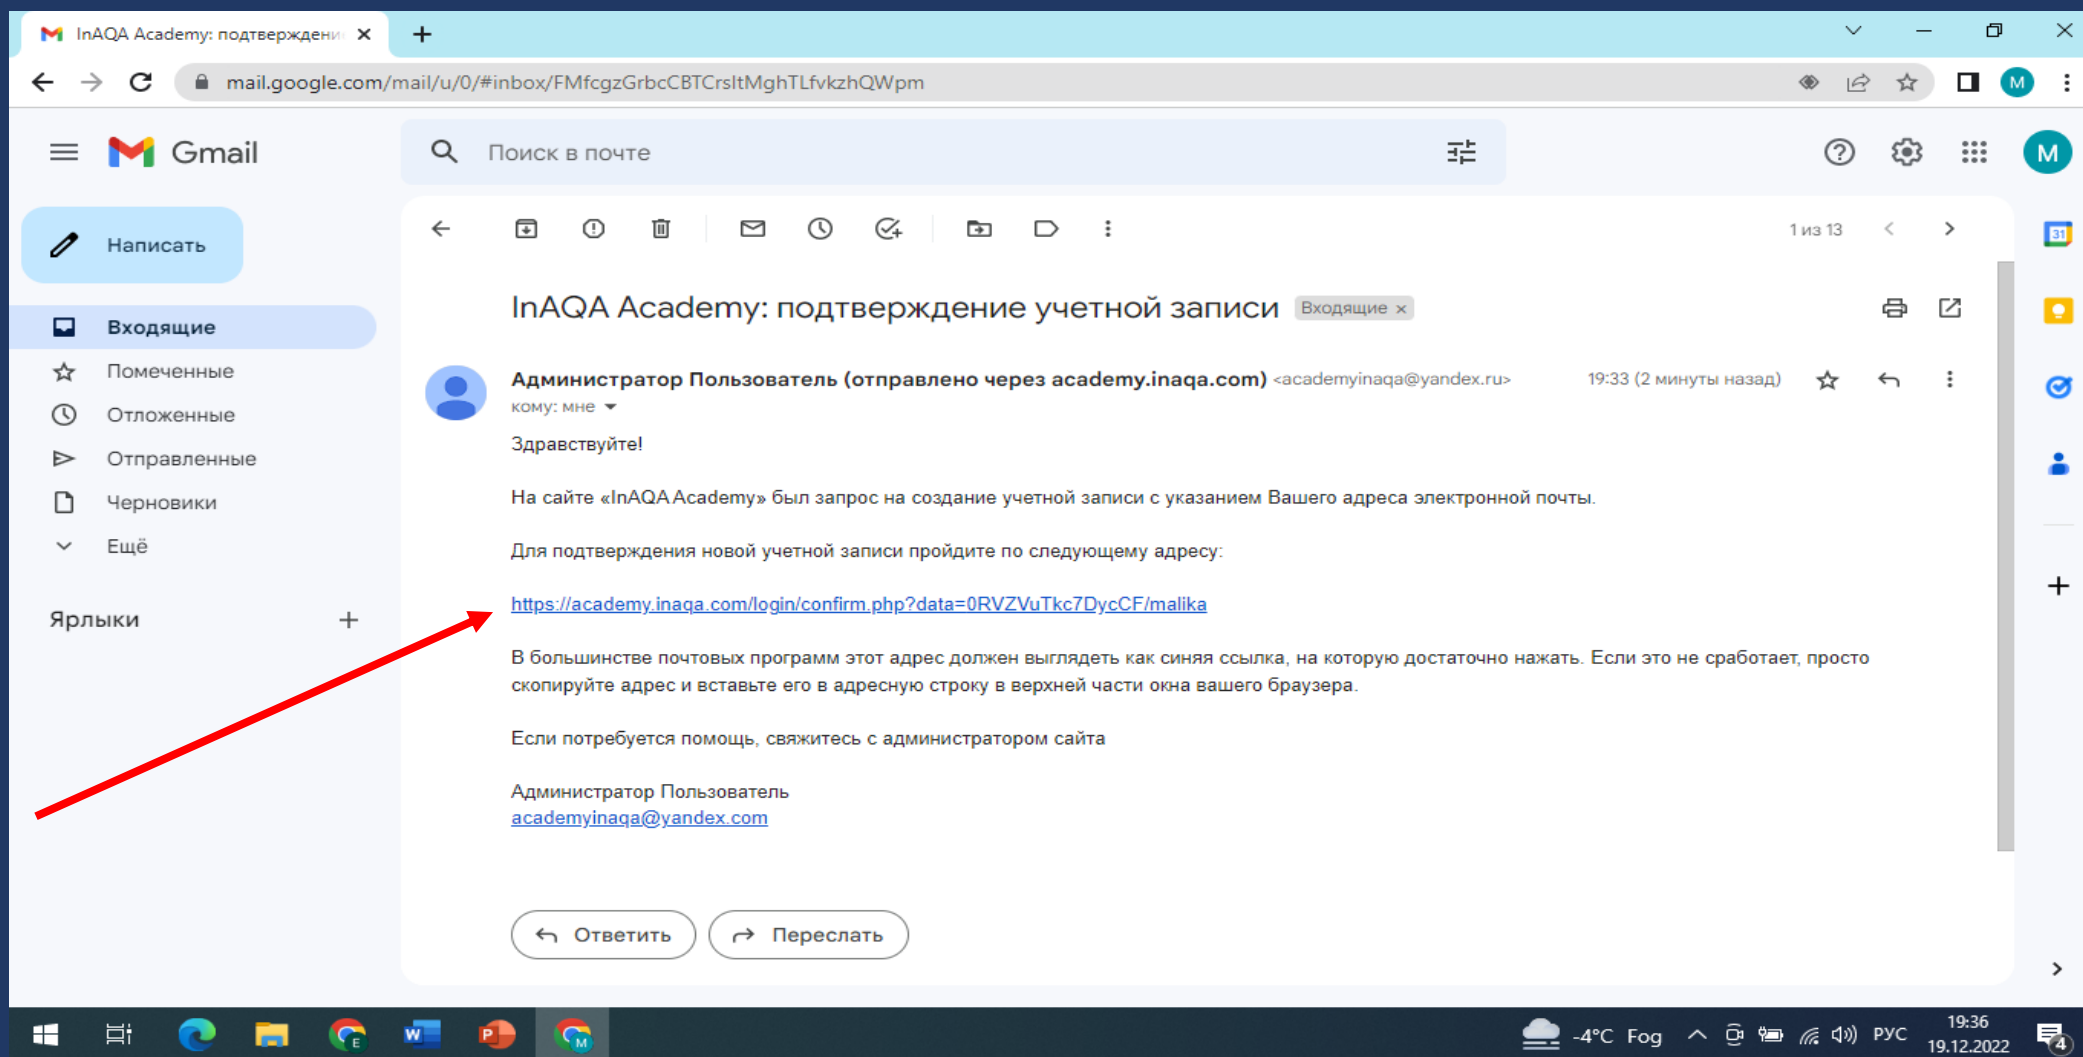 InAQA Academy: подтверждени
mail.google.com/mail/u/0/#inbox/FMfcgzGrbcCBTCrsltMghTLfvkzhQWpm
M
Gmail
Поиск в почте
M
Написать
1 из 13
31
InAQA Academy: подтверждение учетной записи Входящие ×
Входящие
Помеченные
Отложенные
Отправленные
Черновики
Ещё
Ярлыки
Администратор Пользователь (отправлено через academy.inaqa.com) <academyinaqa@yandex.ru> 19:33 (2 минуты назад)
кому: мне
Здравствуйте!
На сайте «InAQA Academy» был запрос на создание учетной записи с указанием Вашего адреса электронной почты.
Для подтверждения новой учетной записи пройдите по следующему адресу:
https://academy.inaqa.com/login/confirm.php?data=0RVZVuTkc7DycCF/malika
В большинстве почтовых программ этот адрес должен выглядеть как синяя ссылка, на которую достаточно нажать. Если это не сработает, просто
скопируйте адрес и вставьте его в адресную строку в верхней части окна вашего браузера.
Если потребуется помощь, свяжитесь с администратором сайта
Администратор Пользователь
academyinaqa@yandex.com
Ответить
Переслать
E
W
P
M
-4°C Fog
РУС
19:36
19.12.2022
4